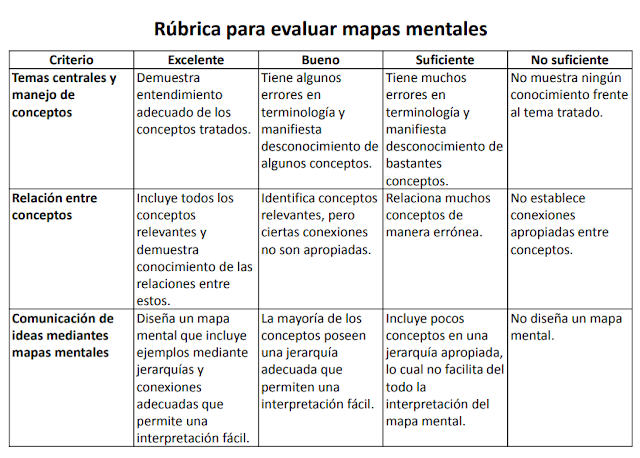 Rúbrica para evaluar mapas mentales
Criterio
Excelente
Bueno
Suficiente
No suficiente
Temas centrales y
manejo de
conceptos
Demuestra
entendimiento
adecuado de los
conceptos tratados.
Tiene algunos
errores en
terminología y
manifiesta
desconocimiento de
algunos conceptos.
Tiene muchos
errores en
terminología y
manifiesta
desconocimiento de
bastantes
conceptos.
No muestra ningún
conocimiento frente
al tema tratado.
Relación entre
conceptos
Incluye todos los
conceptos
relevantes y
demuestra
conocimiento de las
relaciones entre
estos.
Identifica conceptos
relevantes, pero
ciertas conexiones
no son apropiadas.
Relaciona muchos
conceptos de
manera errónea.
No establece
conexiones
apropiadas entre
conceptos.
Comunicación de
ideas mediantes
mapas mentales
Diseña un mapa
mental que incluye
ejemplos mediante
jerarquías y
conexiones
adecuadas que
permite una
interpretación fácil.
La mayoría de los
conceptos poseen
una jerarquía
adecuada que
permiten una
interpretación fácil.
Incluye pocos
conceptos en una
jerarquía apropiada,
lo cual no facilita del
todo la
interpretación del
mapa mental.
No diseña un mapa
mental.